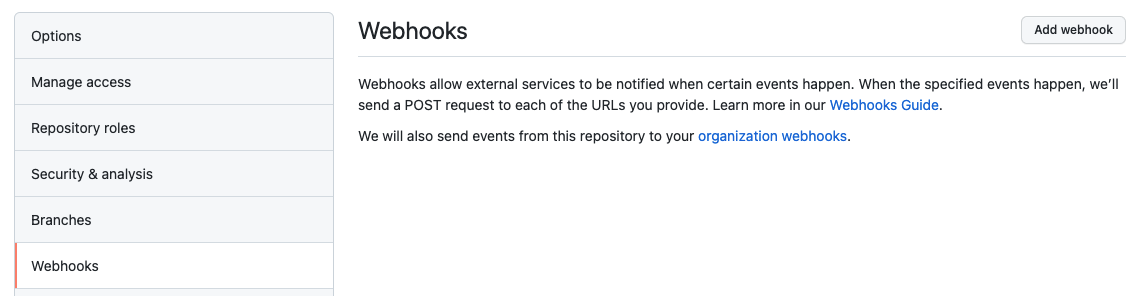 Options
Manage access
Repository roles
Security & analysis
Branches
Webhooks
Webhooks
Add webhook
Webhooks allow external services to be notified when certain events happen. When the specified events happen, we’ll
send a POST request to each of the URLs you provide. Learn more in our Webhooks Guide.
We will also send events from this repository to your organization webhooks.